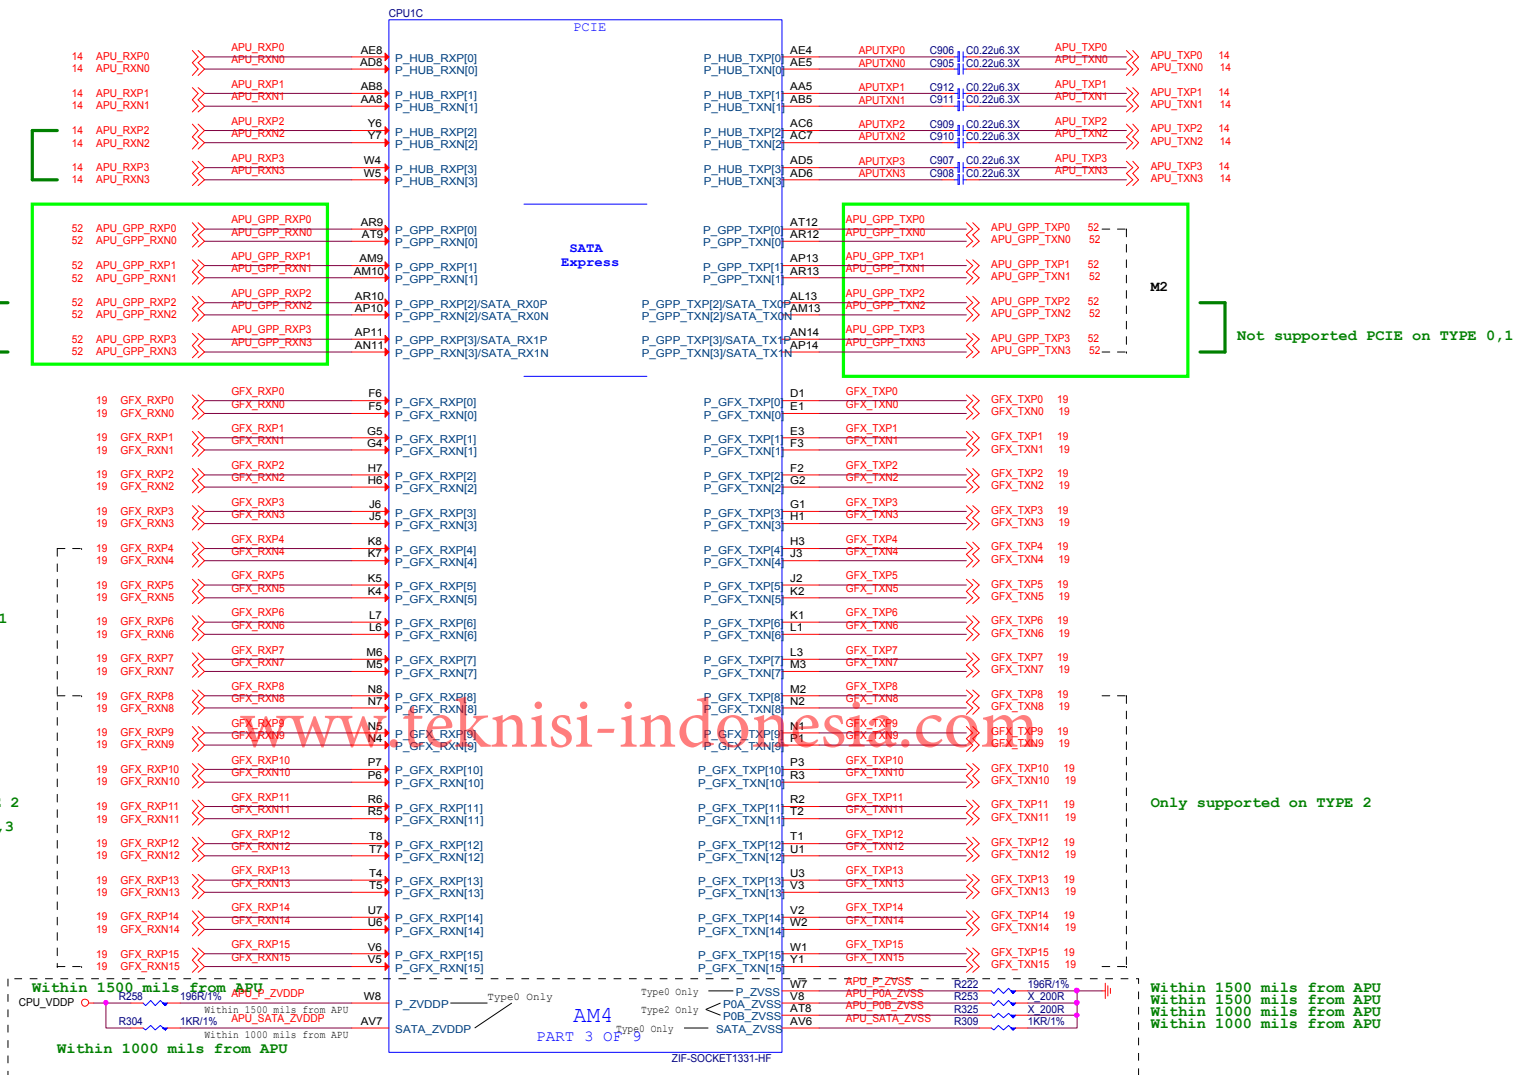 CPU1C
PCIE
14 APU_RXP0 APU_RXP0 AE8 P_HUB_RXP[0] P_HUB_TXP[0] AE4 APUTXP0 C906 C0.22u6.3X APU_TXP0 APU_TXP0 14
14 APU_RXN0 APU_RXN0 AD8 P_HUB_RXN[0] P_HUB_TXN[0] AE5 APUTXN0 C905 C0.22u6.3X APU_TXN0 APU_TXN0 14
14 APU_RXP1 APU_RXP1 AB8 P_HUB_RXP[1] P_HUB_TXP[1] AA5 APUTXP1 C912 C0.22u6.3X APU_TXP1 APU_TXP1 14
14 APU_RXN1 APU_RXN1 AA8 P_HUB_RXN[1] P_HUB_TXN[1] AB5 APUTXN1 C911 C0.22u6.3X APU_TXN1 APU_TXN1 14
14 APU_RXP2 APU_RXP2 Y6 P_HUB_RXP[2] P_HUB_TXP[2] AC6 APUTXP2 C909 C0.22u6.3X APU_TXP2 APU_TXP2 14
14 APU_RXN2 APU_RXN2 Y7 P_HUB_RXN[2] P_HUB_TXN[2] AC7 APUTXN2 C910 C0.22u6.3X APU_TXN2 APU_TXN2 14
14 APU_RXP3 APU_RXP3 W4 P_HUB_RXP[3] P_HUB_TXP[3] AD5 APUTXP3 C907 C0.22u6.3X APU_TXP3 APU_TXP3 14
14 APU_RXN3 APU_RXN3 W5 P_HUB_RXN[3] P_HUB_TXN[3] AD6 APUTXN3 C908 C0.22u6.3X APU_TXN3 APU_TXN3 14
52 APU_GPP_RXP0 APU_GPP_RXP0 AR9 P_GPP_RXP[0] P_GPP_TXP[0] AT12 APU_GPP_TXP0 APU_GPP_TXP0 52
52 APU_GPP_RXN0 APU_GPP_RXN0 AT9 P_GPP_RXN[0] P_GPP_TXN[0] AR12 APU_GPP_TXN0 APU_GPP_TXN0 52
SATA
Express
52 APU_GPP_RXP1 APU_GPP_RXP1 AM9 P_GPP_RXP[1] P_GPP_TXP[1] AP13 APU_GPP_TXP1 APU_GPP_TXP1 52
52 APU_GPP_RXN1 APU_GPP_RXN1 AM10 P_GPP_RXN[1] P_GPP_TXN[1] AR13 APU_GPP_TXN1 APU_GPP_TXN1 52
M2
52 APU_GPP_RXP2 APU_GPP_RXP2 AR10 P_GPP_RXP[2]/SATA_RX0P P_GPP_TXP[2]/SATA_TX0P AL13 APU_GPP_TXP2 APU_GPP_TXP2 52
52 APU_GPP_RXN2 APU_GPP_RXN2 AP10 P_GPP_RXN[2]/SATA_RX0N P_GPP_TXN[2]/SATA_TX0N AM13 APU_GPP_TXN2 APU_GPP_TXN2 52
Not supported PCIE on TYPE 0,1
52 APU_GPP_RXP3 APU_GPP_RXP3 AP11 P_GPP_RXP[3]/SATA_RX1P P_GPP_TXP[3]/SATA_TX1P AN14 APU_GPP_TXP3 APU_GPP_TXP3 52
52 APU_GPP_RXN3 APU_GPP_RXN3 AN11 P_GPP_RXN[3]/SATA_RX1N P_GPP_TXN[3]/SATA_TX1N AP14 APU_GPP_TXN3 APU_GPP_TXN3 52
19 GFX_RXP0 GFX_RXP0 F6 P_GFX_RXP[0] P_GFX_TXP[0] D1 GFX_TXP0 GFX_TXP0 19
19 GFX_RXN0 GFX_RXN0 F5 P_GFX_RXN[0] P_GFX_TXN[0] E1 GFX_TXN0 GFX_TXN0 19
19 GFX_RXP1 GFX_RXP1 G5 P_GFX_RXP[1] P_GFX_TXP[1] E3 GFX_TXP1 GFX_TXP1 19
19 GFX_RXN1 GFX_RXN1 G4 P_GFX_RXN[1] P_GFX_TXN[1] F3 GFX_TXN1 GFX_TXN1 19
19 GFX_RXP2 GFX_RXP2 H7 P_GFX_RXP[2] P_GFX_TXP[2] F2 GFX_TXP2 GFX_TXP2 19
19 GFX_RXN2 GFX_RXN2 H6 P_GFX_RXN[2] P_GFX_TXN[2] G2 GFX_TXN2 GFX_TXN2 19
19 GFX_RXP3 GFX_RXP3 J6 P_GFX_RXP[3] P_GFX_TXP[3] G1 GFX_TXP3 GFX_TXP3 19
19 GFX_RXN3 GFX_RXN3 J5 P_GFX_RXN[3] P_GFX_TXN[3] H1 GFX_TXN3 GFX_TXN3 19
19 GFX_RXP4 GFX_RXP4 K8 P_GFX_RXP[4] P_GFX_TXP[4] H3 GFX_TXP4 GFX_TXP4 19
19 GFX_RXN4 GFX_RXN4 K7 P_GFX_RXN[4] P_GFX_TXN[4] J3 GFX_TXN4 GFX_TXN4 19
19 GFX_RXP5 GFX_RXP5 K5 P_GFX_RXP[5] P_GFX_TXP[5] J2 GFX_TXP5 GFX_TXP5 19
19 GFX_RXN5 GFX_RXN5 K4 P_GFX_RXN[5] P_GFX_TXN[5] K2 GFX_TXN5 GFX_TXN5 19
1
19 GFX_RXP6 GFX_RXP6 L7 P_GFX_RXP[6] P_GFX_TXP[6] K1 GFX_TXP6 GFX_TXP6 19
19 GFX_RXN6 GFX_RXN6 L6 P_GFX_RXN[6] P_GFX_TXN[6] L1 GFX_TXN6 GFX_TXN6 19
19 GFX_RXP7 GFX_RXP7 M6 P_GFX_RXP[7] P_GFX_TXP[7] L3 GFX_TXP7 GFX_TXP7 19
19 GFX_RXN7 GFX_RXN7 M5 P_GFX_RXN[7] P_GFX_TXN[7] M3 GFX_TXN7 GFX_TXN7 19
19 GFX_RXP8 GFX_RXP8 N8 P_GFX_RXP[8] P_GFX_TXP[8] M2 GFX_TXP8 GFX_TXP8 19
19 GFX_RXN8 GFX_RXN8 N7 P_GFX_RXN[8] P_GFX_TXN[8] N2 GFX_TXN8 GFX_TXN8 19
www.teknisi-indonesia.com
19 GFX_RXP9 GFX_RXP9 N5 P_GFX_RXP[9] P_GFX_TXP[9] N1 GFX_TXP9 GFX_TXP9 19
19 GFX_RXN9 GFX_RXN9 N4 P_GFX_RXN[9] P_GFX_TXN[9] P1 GFX_TXN9 GFX_TXN9 19
19 GFX_RXP10 GFX_RXP10 P7 P_GFX_RXP[10] P_GFX_TXP[10] P3 GFX_TXP10 GFX_TXP10 19
19 GFX_RXN10 GFX_RXN10 P6 P_GFX_RXN[10] P_GFX_TXN[10] R3 GFX_TXN10 GFX_TXN10 19
2
19 GFX_RXP11 GFX_RXP11 R6 P_GFX_RXP[11] P_GFX_TXP[11] R2 GFX_TXP11 GFX_TXP11 19
Only supported on TYPE 2
19 GFX_RXN11 GFX_RXN11 R5 P_GFX_RXN[11] P_GFX_TXN[11] T2 GFX_TXN11 GFX_TXN11 19
,3
19 GFX_RXP12 GFX_RXP12 T8 P_GFX_RXP[12] P_GFX_TXP[12] T1 GFX_TXP12 GFX_TXP12 19
19 GFX_RXN12 GFX_RXN12 T7 P_GFX_RXN[12] P_GFX_TXN[12] U1 GFX_TXN12 GFX_TXN12 19
19 GFX_RXP13 GFX_RXP13 T4 P_GFX_RXP[13] P_GFX_TXP[13] U3 GFX_TXP13 GFX_TXP13 19
19 GFX_RXN13 GFX_RXN13 T5 P_GFX_RXN[13] P_GFX_TXN[13] V3 GFX_TXN13 GFX_TXN13 19
19 GFX_RXP14 GFX_RXP14 U7 P_GFX_RXP[14] P_GFX_TXP[14] V2 GFX_TXP14 GFX_TXP14 19
19 GFX_RXN14 GFX_RXN14 U6 P_GFX_RXN[14] P_GFX_TXN[14] W2 GFX_TXN14 GFX_TXN14 19
19 GFX_RXP15 GFX_RXP15 V6 P_GFX_RXP[15] P_GFX_TXP[15] W1 GFX_TXP15 GFX_TXP15 19
19 GFX_RXN15 GFX_RXN15 V5 P_GFX_RXN[15] P_GFX_TXN[15] Y1 GFX_TXN15 GFX_TXN15 19
Within 1500 mils from APU
CPU_VDDP R258 196R/1% APU_P_ZVDDP W8 P_ZVDDP Type0 Only
Within 1500 mils from APU
R304 1KR/1% APU_SATA_ZVDDP AV7 SATA_ZVDDP
Within 1000 mils from APU
Within 1000 mils from APU
Type0 Only P_ZVSS W7 APU_P_ZVSS R222 196R/1% Within 1500 mils from APU
Type2 Only P0A_ZVSS V8 APU_P0A_ZVSS R253 X_200R Within 1500 mils from APU
P0B_ZVSS AT8 APU_P0B_ZVSS R325 X_200R Within 1000 mils from APU
Type0 Only SATA_ZVSS AV6 APU_SATA_ZVSS R309 1KR/1% Within 1000 mils from APU
AM4
PART 3 OF 9
ZIF-SOCKET1331-HF